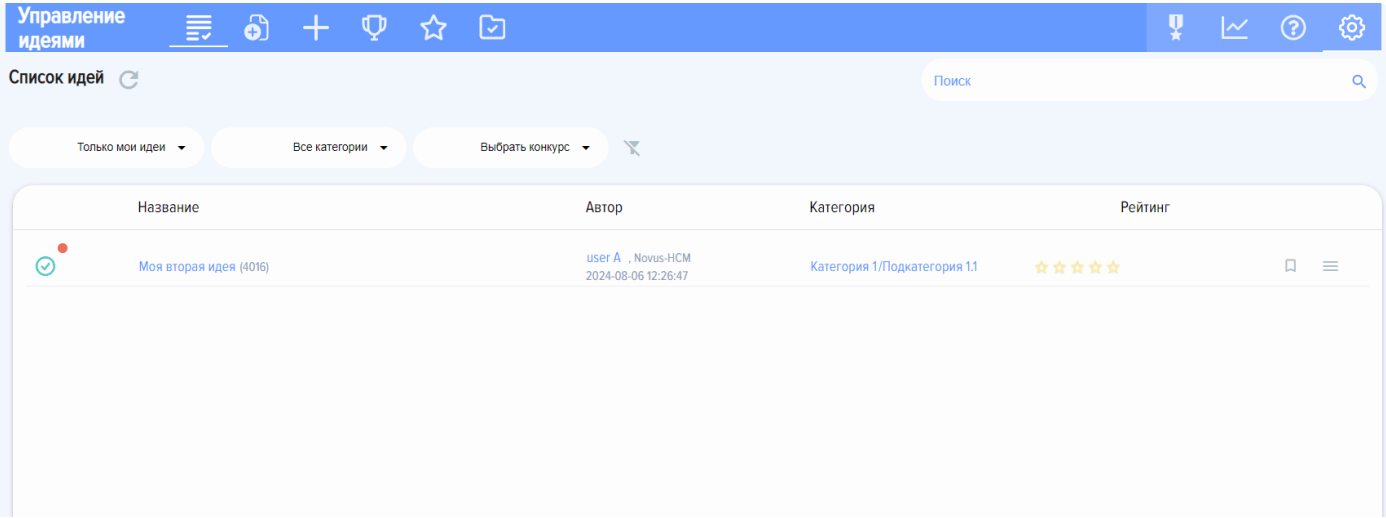 Управление
идеями
Список идей
Поиск
Только мои идеи
Все категории
Выбрать конкурс
Название
Автор
Категория
Рейтинг
Моя вторая идея (4016)
user A , Novus-HCM
2024-08-06 12:26:47
Категория 1/Подкатегория 1.1